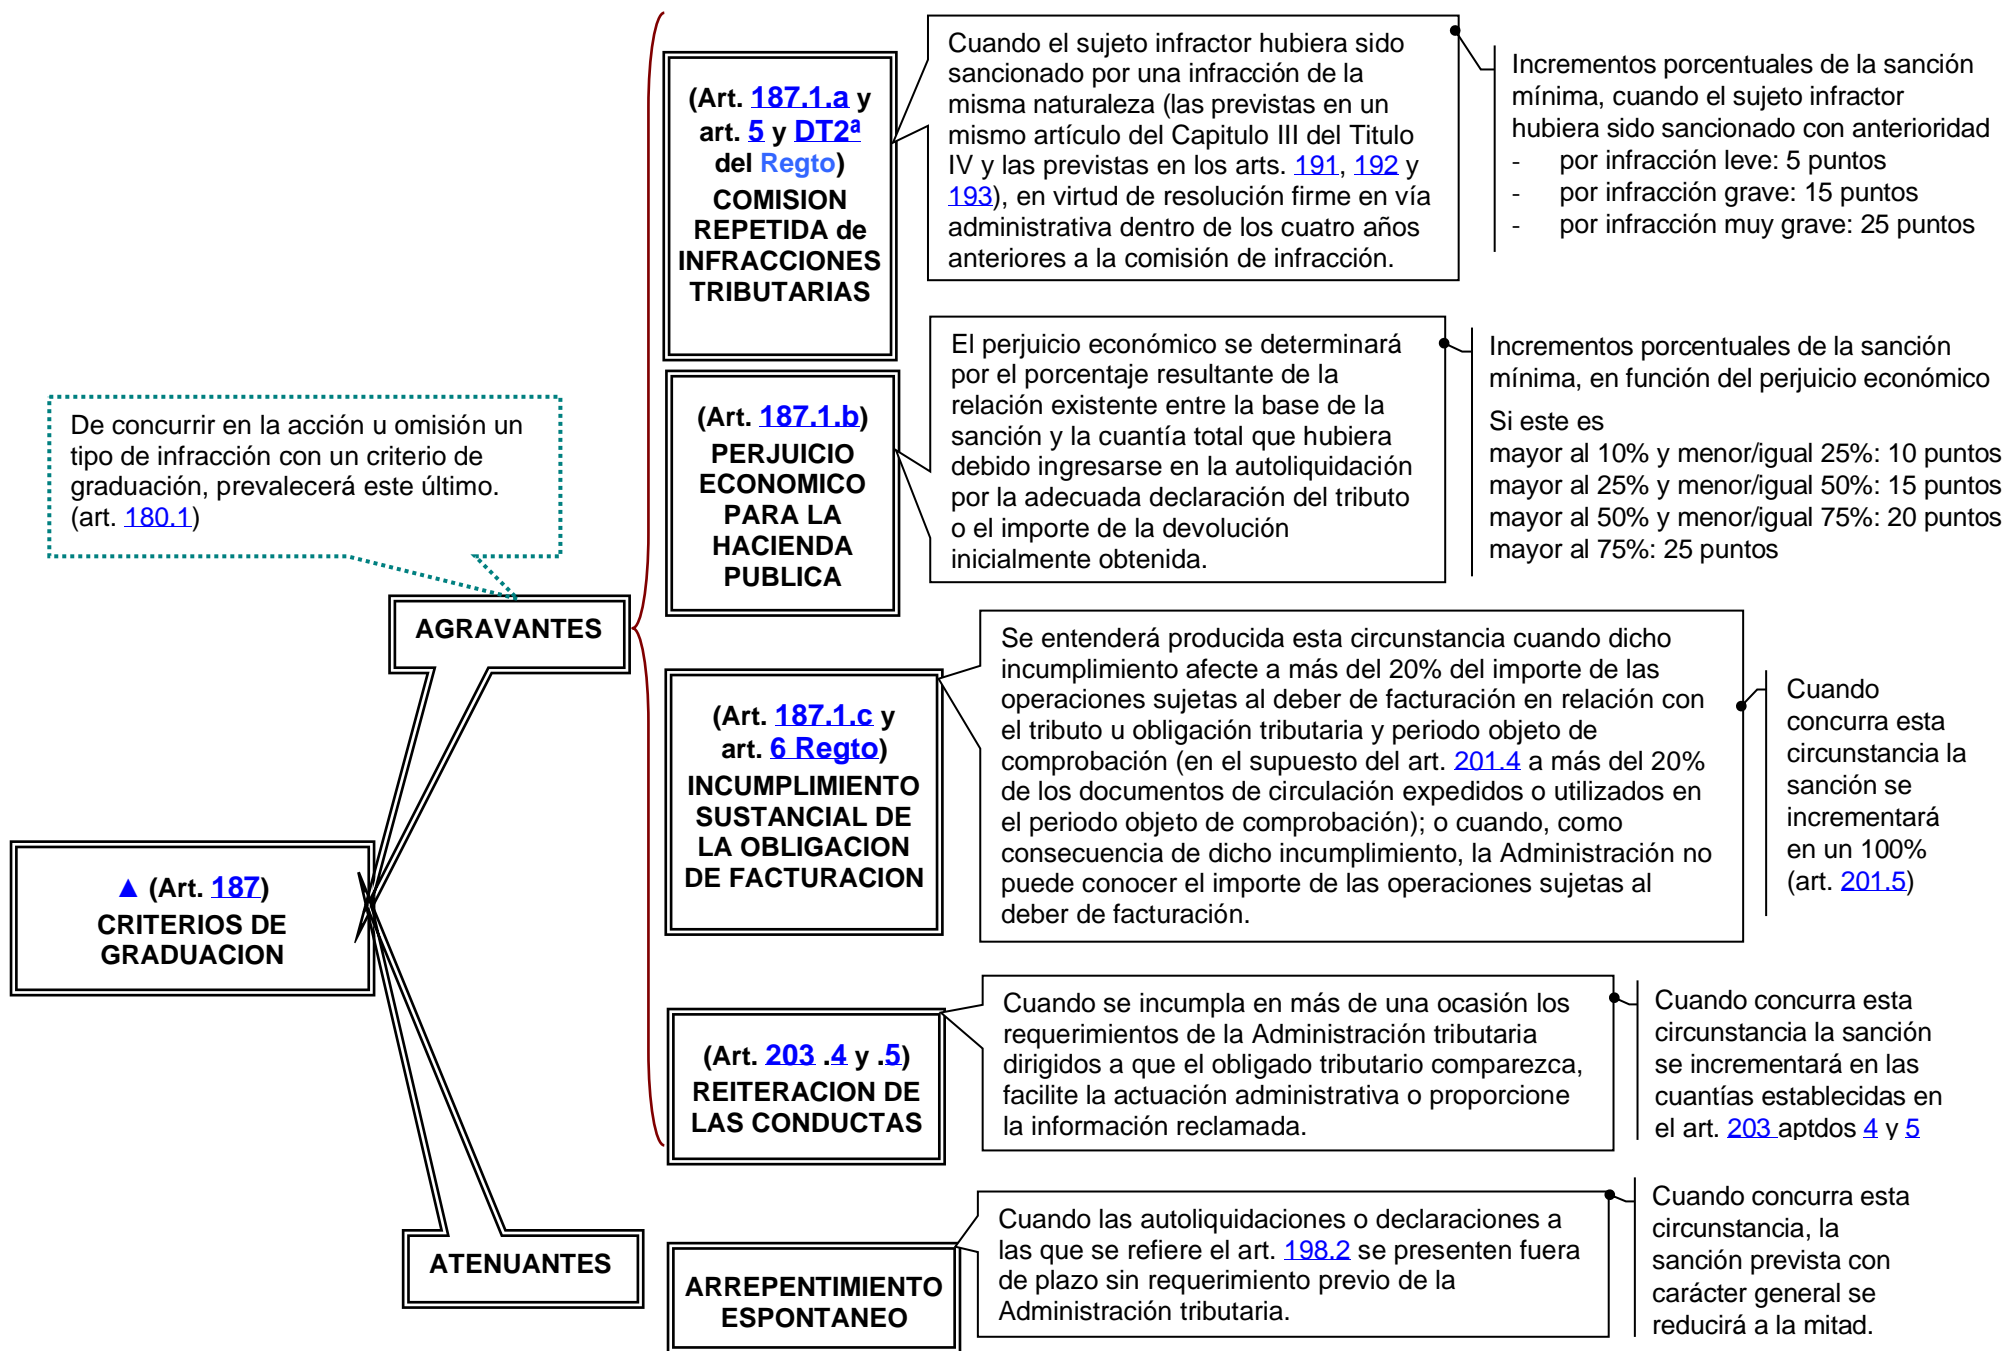 (Art. 187.1.a y
art. 5 y DT2ª
del Regto)
COMISION
REPETIDA de
INFRACCIONES
TRIBUTARIAS
Cuando el sujeto infractor hubiera sido
sancionado por una infracción de la
misma naturaleza (las previstas en un
mismo artículo del Capitulo III del Titulo
IV y las previstas en los arts. 191, 192 y
193), en virtud de resolución firme en vía
administrativa dentro de los cuatro años
anteriores a la comisión de infracción.
Incrementos porcentuales de la sanción
mínima, cuando el sujeto infractor
hubiera sido sancionado con anterioridad
- por infracción leve: 5 puntos
- por infracción grave: 15 puntos
- por infracción muy grave: 25 puntos
(Art. 187.1.b)
PERJUICIO
ECONOMICO
PARA LA
HACIENDA
PUBLICA
El perjuicio económico se determinará
por el porcentaje resultante de la
relación existente entre la base de la
sanción y la cuantía total que hubiera
debido ingresarse en la autoliquidación
por la adecuada declaración del tributo
o el importe de la devolución
inicialmente obtenida.
Incrementos porcentuales de la sanción
mínima, en función del perjuicio económico
Si este es
mayor al 10% y menor/igual 25%: 10 puntos
mayor al 25% y menor/igual 50%: 15 puntos
mayor al 50% y menor/igual 75%: 20 puntos
mayor al 75%: 25 puntos
De concurrir en la acción u omisión un
tipo de infracción con un criterio de
graduación, prevalecerá este último.
(art. 180.1)
AGRAVANTES
(Art. 187.1.c y
art. 6 Regto)
INCUMPLIMIENTO
SUSTANCIAL DE
LA OBLIGACION
DE FACTURACION
Se entenderá producida esta circunstancia cuando dicho
incumplimiento afecte a más del 20% del importe de las
operaciones sujetas al deber de facturación en relación con
el tributo u obligación tributaria y periodo objeto de
comprobación (en el supuesto del art. 201.4 a más del 20%
de los documentos de circulación expedidos o utilizados en
el periodo objeto de comprobación); o cuando, como
consecuencia de dicho incumplimiento, la Administración no
puede conocer el importe de las operaciones sujetas al
deber de facturación.
Cuando
concurra esta
circunstancia la
sanción se
incrementará
en un 100%
(art. 201.5)
▲ (Art. 187)
CRITERIOS DE
GRADUACION
(Art. 203 .4 y .5)
REITERACION DE
LAS CONDUCTAS
Cuando se incumpla en más de una ocasión los
requerimientos de la Administración tributaria
dirigidos a que el obligado tributario comparezca,
facilite la actuación administrativa o proporcione
la información reclamada.
Cuando concurra esta
circunstancia la sanción
se incrementará en las
cuantías establecidas en
el art. 203 aptdos 4 y 5
ATENUANTES
ARREPENTIMIENTO
ESPONTANEO
Cuando las autoliquidaciones o declaraciones a
las que se refiere el art. 198.2 se presenten fuera
de plazo sin requerimiento previo de la
Administración tributaria.
Cuando concurra esta
circunstancia, la
sanción prevista con
carácter general se
reducirá a la mitad.